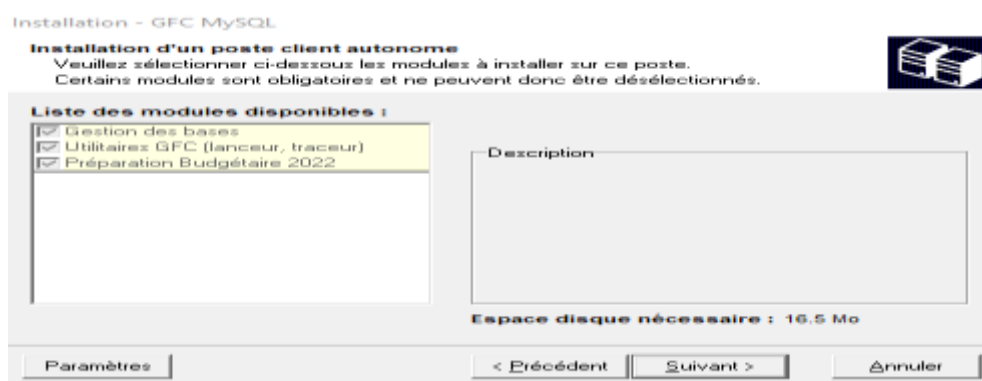 Installation - GFC MySQL
Installation d'un poste client autonome
Veuillez sélectionner ci-dessous les modules à installer sur ce poste.
Certains modules sont obligatoires et ne peuvent donc être désélectionnés.
Liste des modules disponibles :
Gestion des bases
Utilitaires GFC (lanceur, traceur)
Préparation Budgétaire 2022
Description
Espace disque nécessaire : 16.5 Mo
Paramètres
< Précédent
Suivant >
Annuler